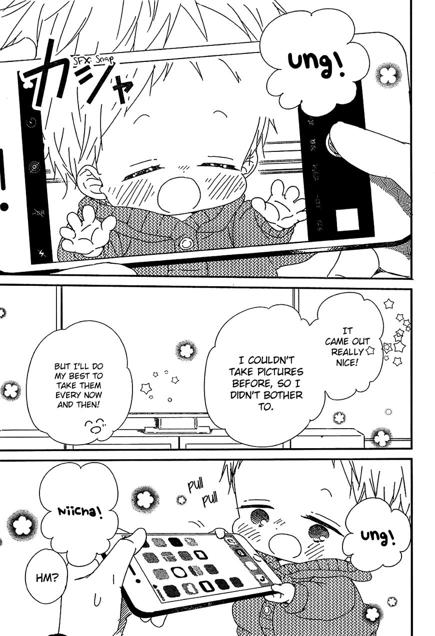 ung!
SFX: Snap
カシャ
!
IT
CAME OUT
REALLY
NICE!
I COULDN'T
TAKE PICTURES
BEFORE, SO I
DIDN'T BOTHER
TO.
BUT I'LL DO
MY BEST TO
TAKE THEM
EVERY NOW
AND THEN!
ung!
pull
pull
Niicha!
HM?